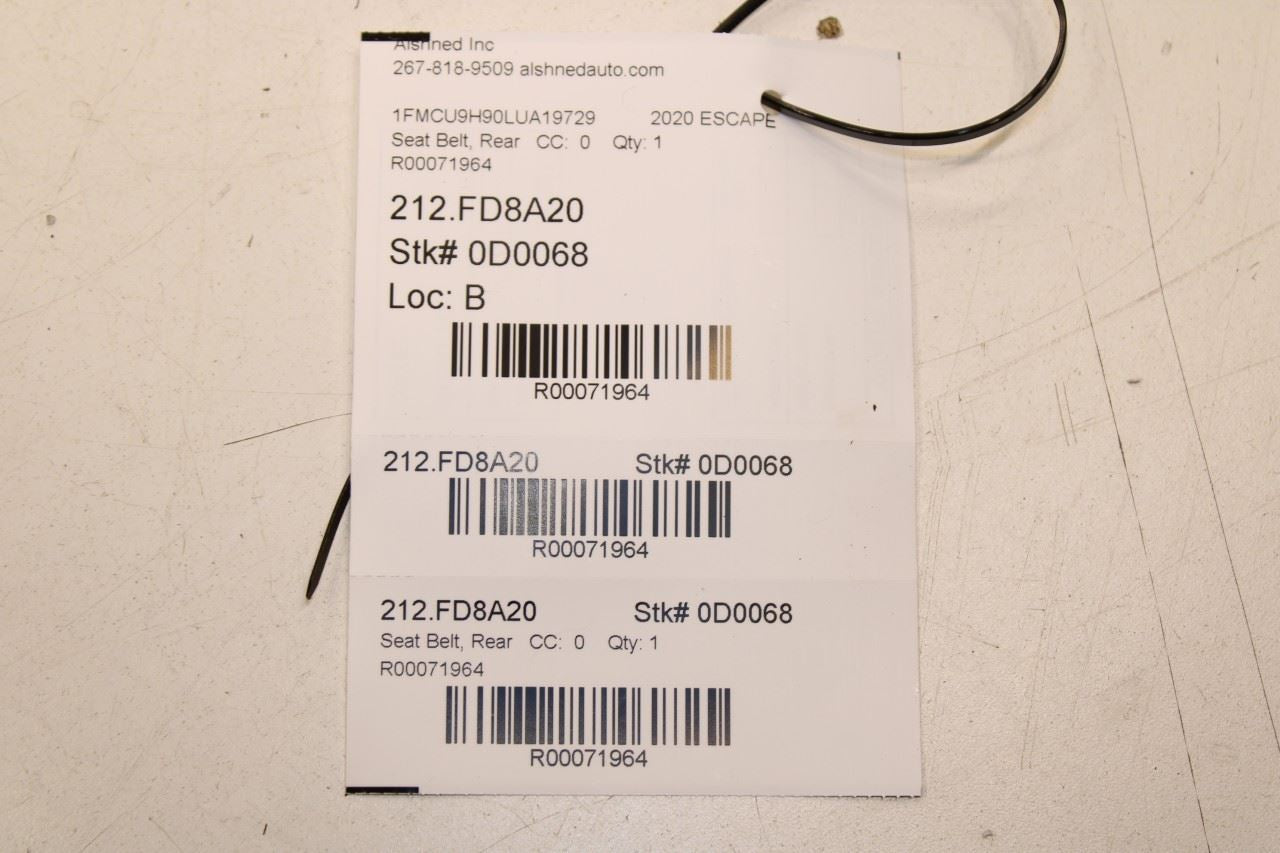 Alshned Inc
267-818-9509 alshnedauto.com
1FMCU9H90LUA19729 2020 ESCAPE
Seat Belt, Rear CC: 0 Qty: 1
R00071964
212.FD8A20
Stk# 0D0068
Loc: B
R00071964
212.FD8A20 Stk# 0D0068
R00071964
212.FD8A20 Stk# 0D0068
Seat Belt, Rear CC: 0 Qty: 1
R00071964
R00071964